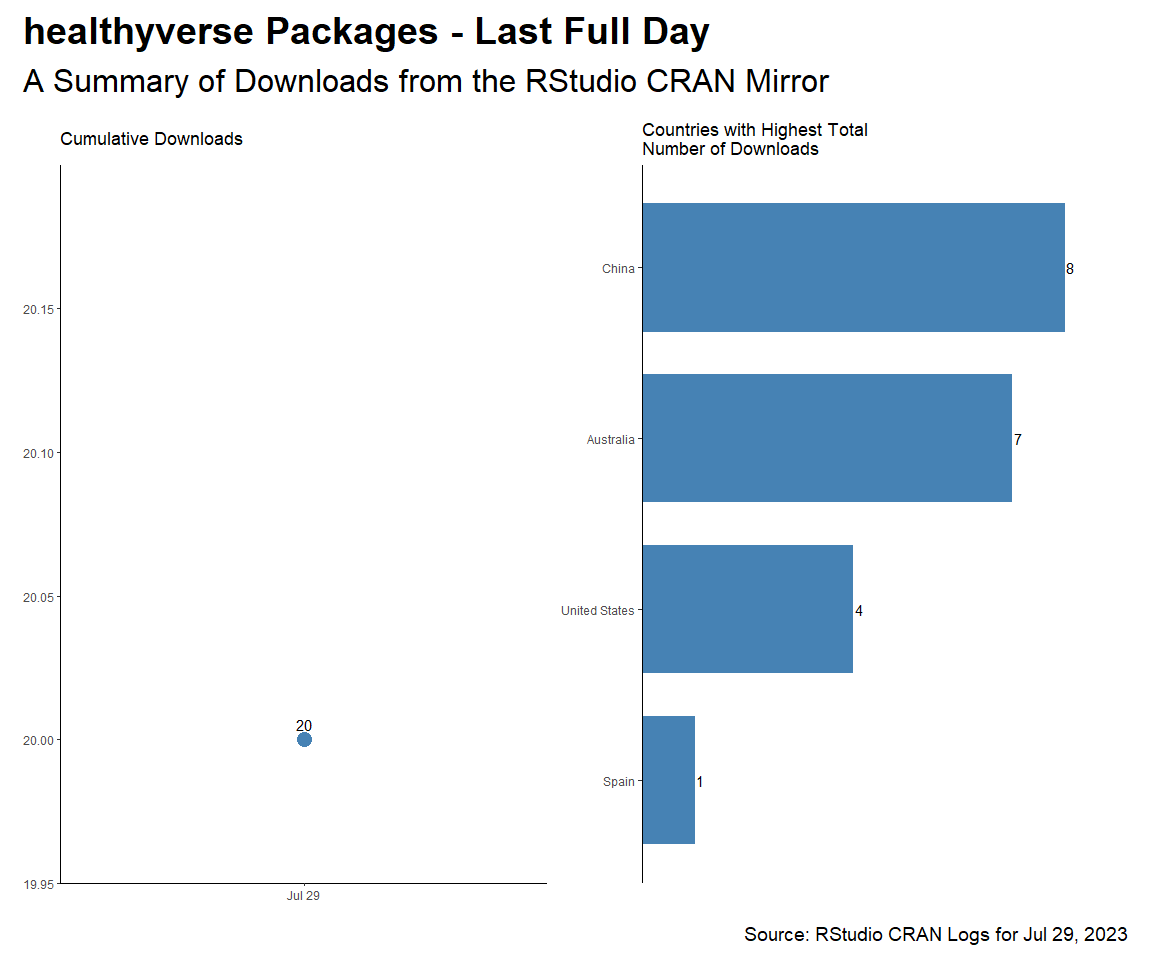 healthyverse Packages - Last Full Day
A Summary of Downloads from the RStudio CRAN Mirror
Cumulative Downloads
20.15
20.10
20.05
20.00
19.95
20
Jul 29
Countries with Highest Total
Number of Downloads
China
8
Australia
7
United States
4
Spain
1
Source: RStudio CRAN Logs for Jul 29, 2023